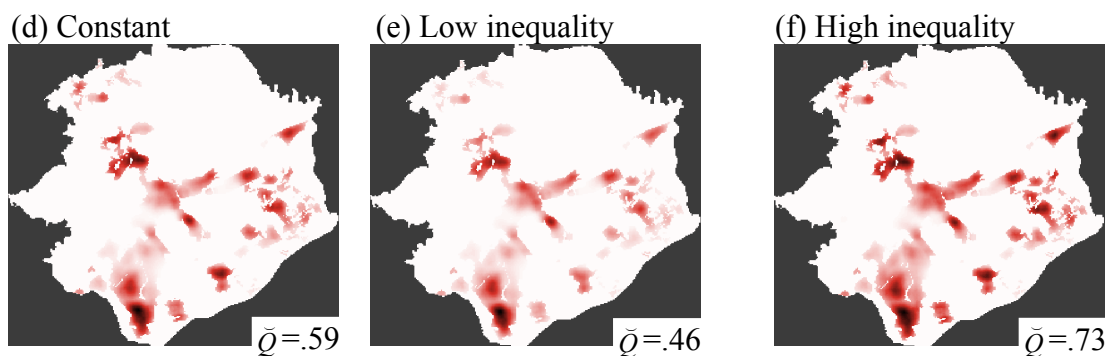 (d) Constant
(e) Low inequality
(f) High inequality
Q̆=.59
Q̆=.46
Q̆=.73